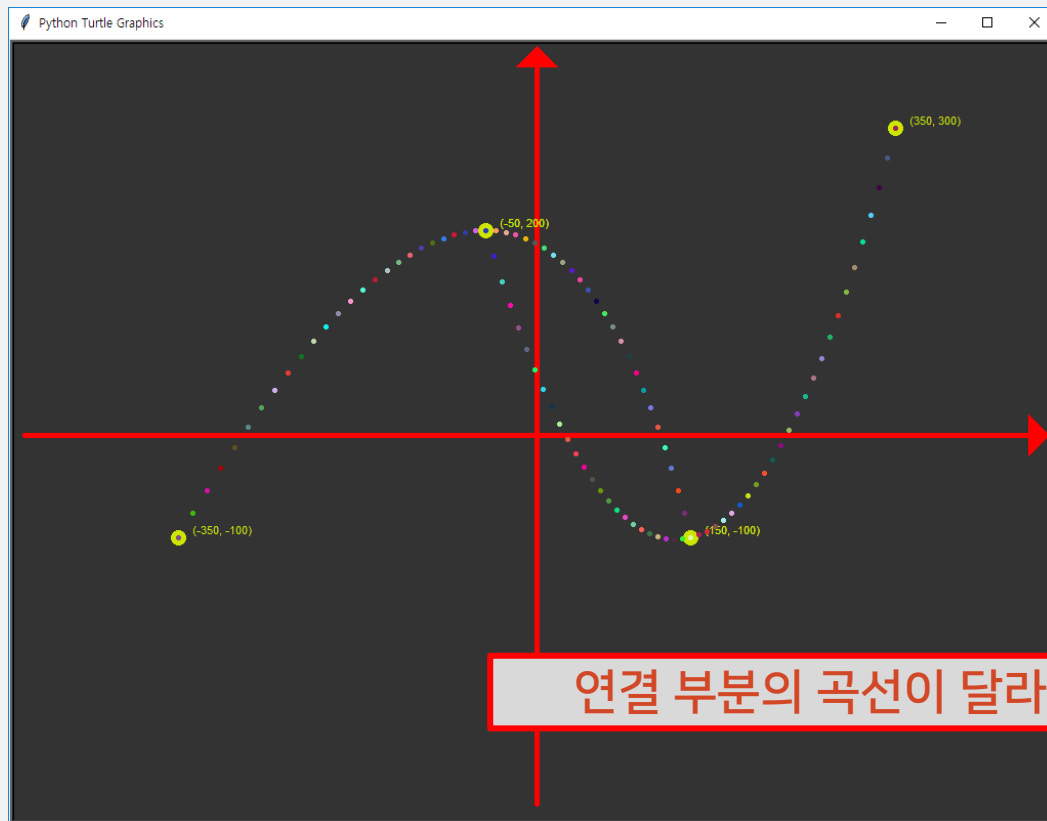 Python Turtle Graphics
(350, 300)
(-50, 200)
(-350, -100)
(150, -100)
연결 부분의 곡선이 달라